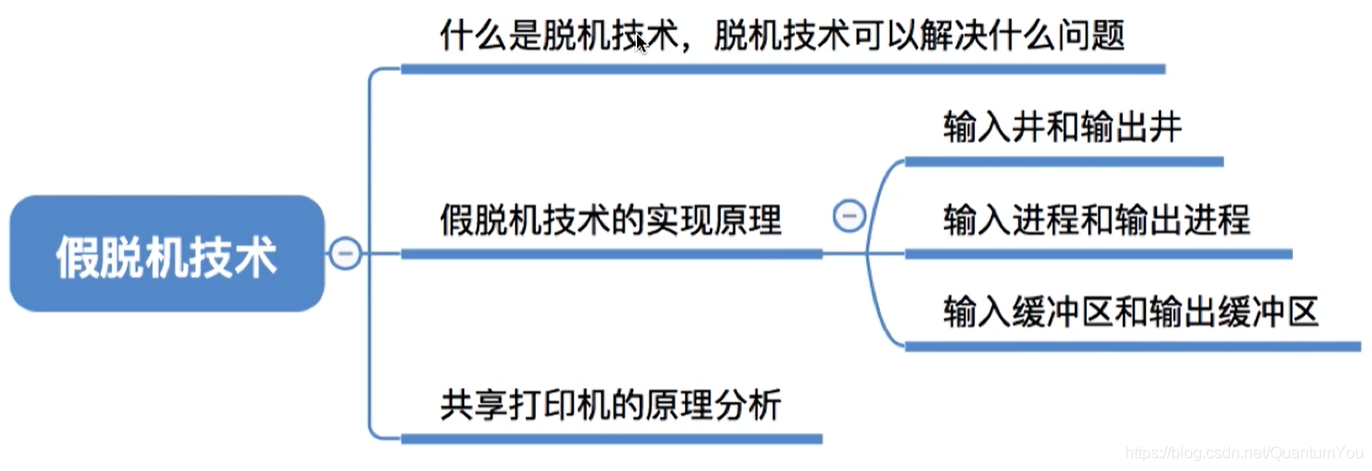 什么是脱机技术，脱机技术可以解决什么问题
输入井和输出井
假脱机技术
假脱机技术的实现原理
输入进程和输出进程
输入缓冲区和输出缓冲区
共享打印机的原理分析
https://blog.csdn.net/QuantumYou